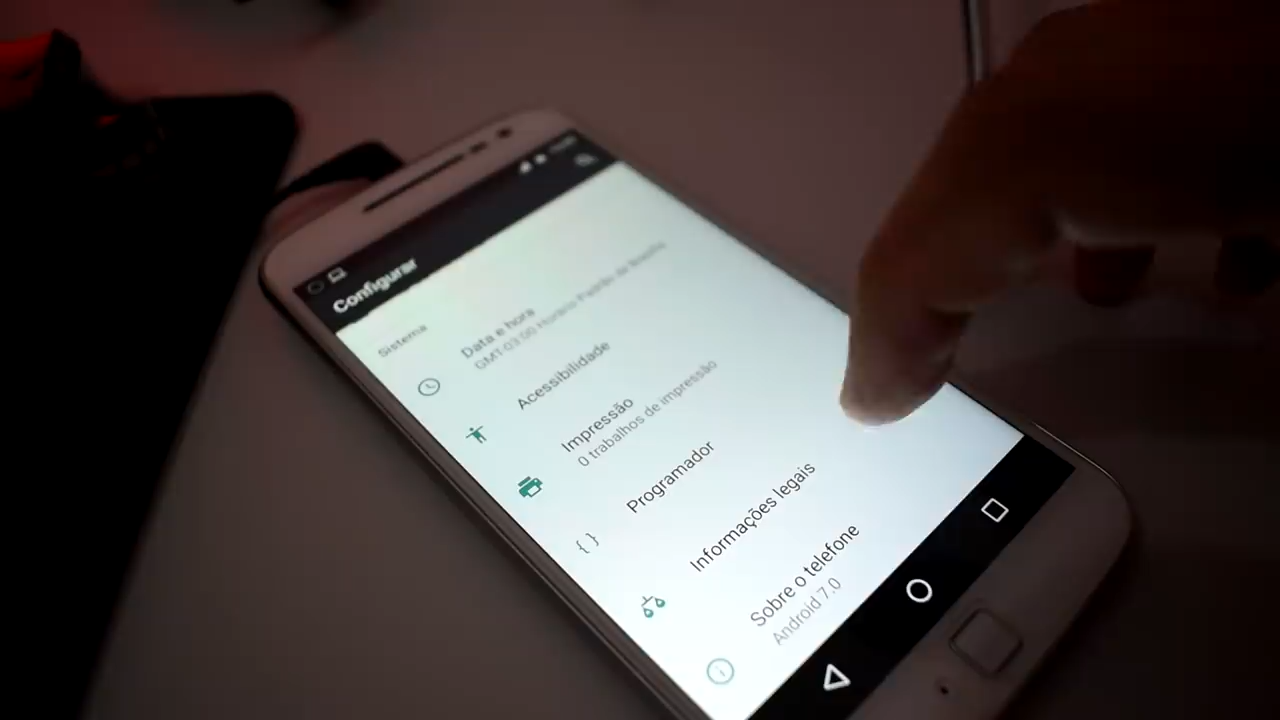 Configurar
Sistema
Data e hora
GMT-03:00 Horário Padrão de Brasília
Acessibilidade
Impressão
0 trabalhos de impressão
Programador
Informações legais
Sobre o telefone
Android 7.0